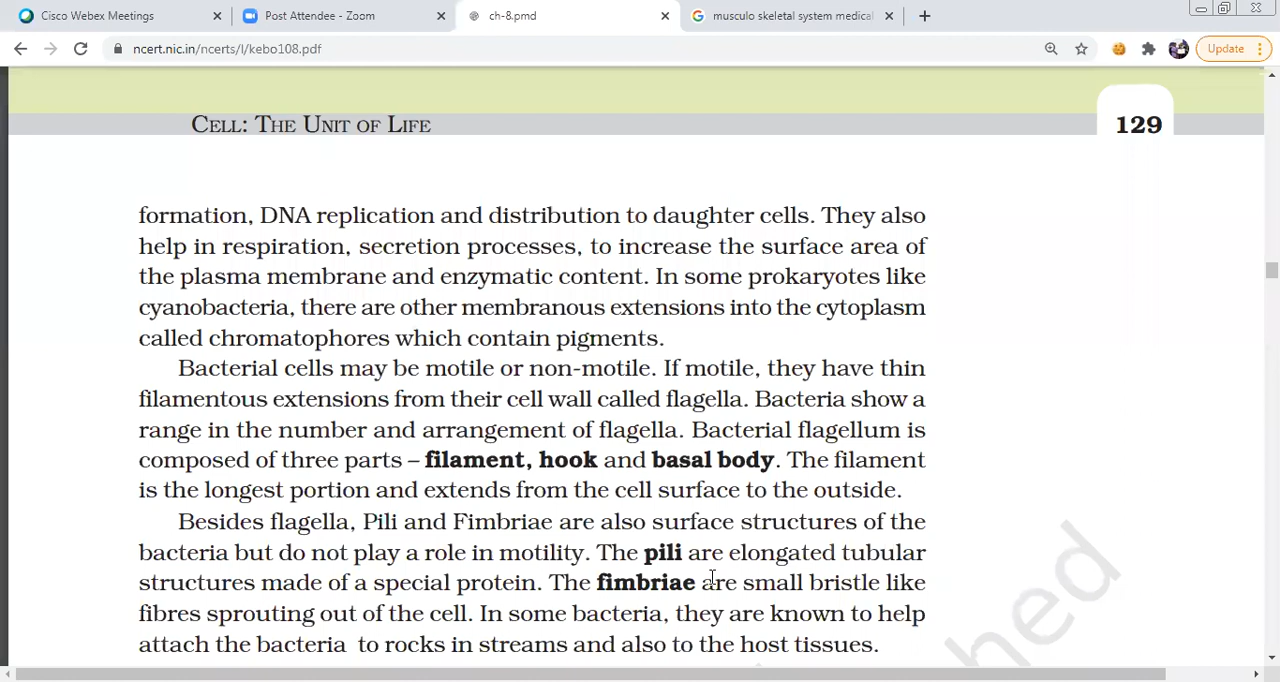 Cisco Webex Meetings
Post Attendee - Zoom
ch-8.pmd
musculo skeletal system medical
ncert.nic.in/ncerts/l/kebo108.pdf
Update
CELL: THE UNIT OF LIFE
129
formation, DNA replication and distribution to daughter cells. They also
help in respiration, secretion processes, to increase the surface area of
the plasma membrane and enzymatic content. In some prokaryotes like
cyanobacteria, there are other membranous extensions into the cytoplasm
called chromatophores which contain pigments.
Bacterial cells may be motile or non-motile. If motile, they have thin
filamentous extensions from their cell wall called flagella. Bacteria show a
range in the number and arrangement of flagella. Bacterial flagellum is
composed of three parts – filament, hook and basal body. The filament
is the longest portion and extends from the cell surface to the outside.
Besides flagella, Pili and Fimbriae are also surface structures of the
bacteria but do not play a role in motility. The pili are elongated tubular
structures made of a special protein. The fimbriae are small bristle like
fibres sprouting out of the cell. In some bacteria, they are known to help
attach the bacteria to rocks in streams and also to the host tissues.
hed